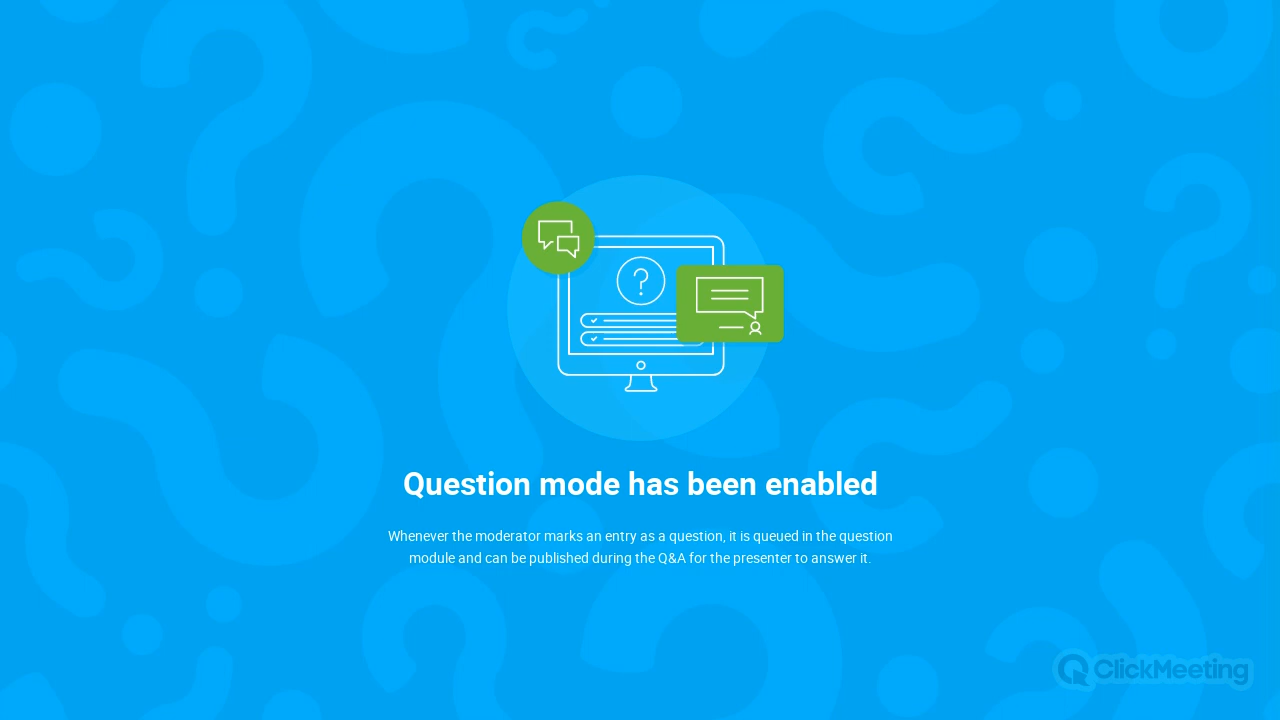 Question mode has been enabled
Whenever the moderator marks an entry as a question, it is queued in the question
module and can be published during the Q&A for the presenter to answer it.
ClickMeeting